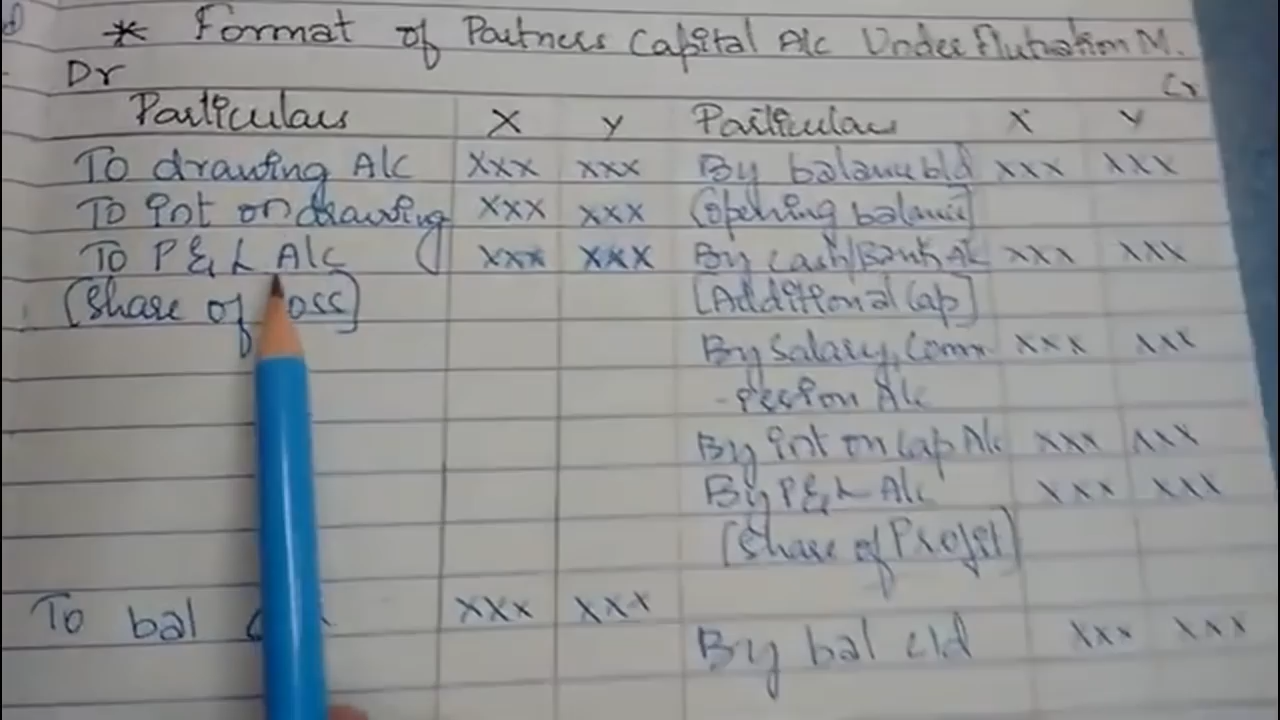 * Format of Partners Capital A/c Under Flutuation M.
Dr Cr
Particulars X Y Particulars X Y
To drawing A/c xxx xxx By balance b/d xxx xxx
To int on drawing xxx xxx [opening balance]
To P & L A/c xxx xxx By cash/Bank A/c xxx xxx
[Share of loss] [Additional Cap]
By Salary, Comm xxx xxx
-ission A/c
By int on Cap A/c xxx xxx
By P & L A/c xxx xxx
[Share of Profit]
To bal xxx xxx
By bal c/d xxx xxx